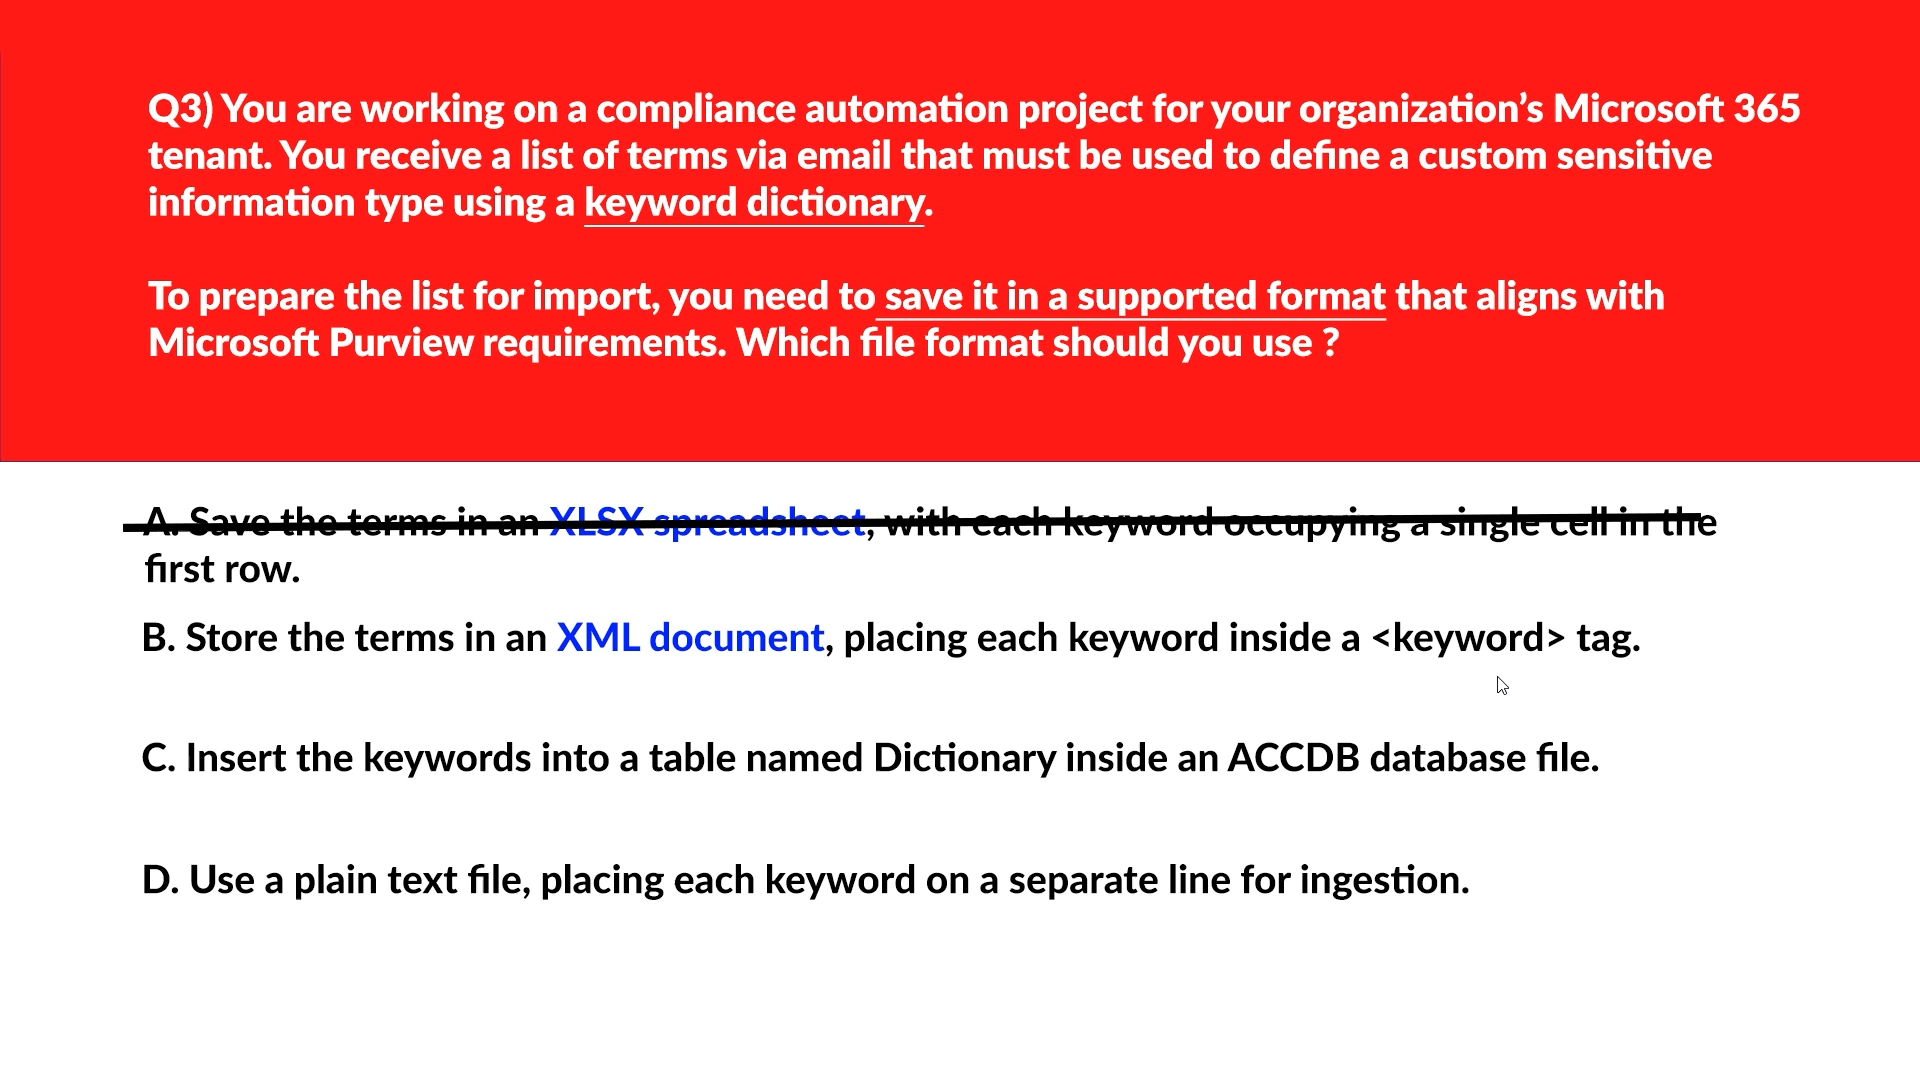 Q3) You are working on a compliance automation project for your organization’s Microsoft 365
tenant. You receive a list of terms via email that must be used to define a custom sensitive
information type using a keyword dictionary.
To prepare the list for import, you need to save it in a supported format that aligns with
Microsoft Purview requirements. Which file format should you use ?
A. Save the terms in an XLSX spreadsheet, with each keyword occupying a single cell in the
first row.
B. Store the terms in an XML document, placing each keyword inside a <keyword> tag.
C. Insert the keywords into a table named Dictionary inside an ACCDB database file.
D. Use a plain text file, placing each keyword on a separate line for ingestion.